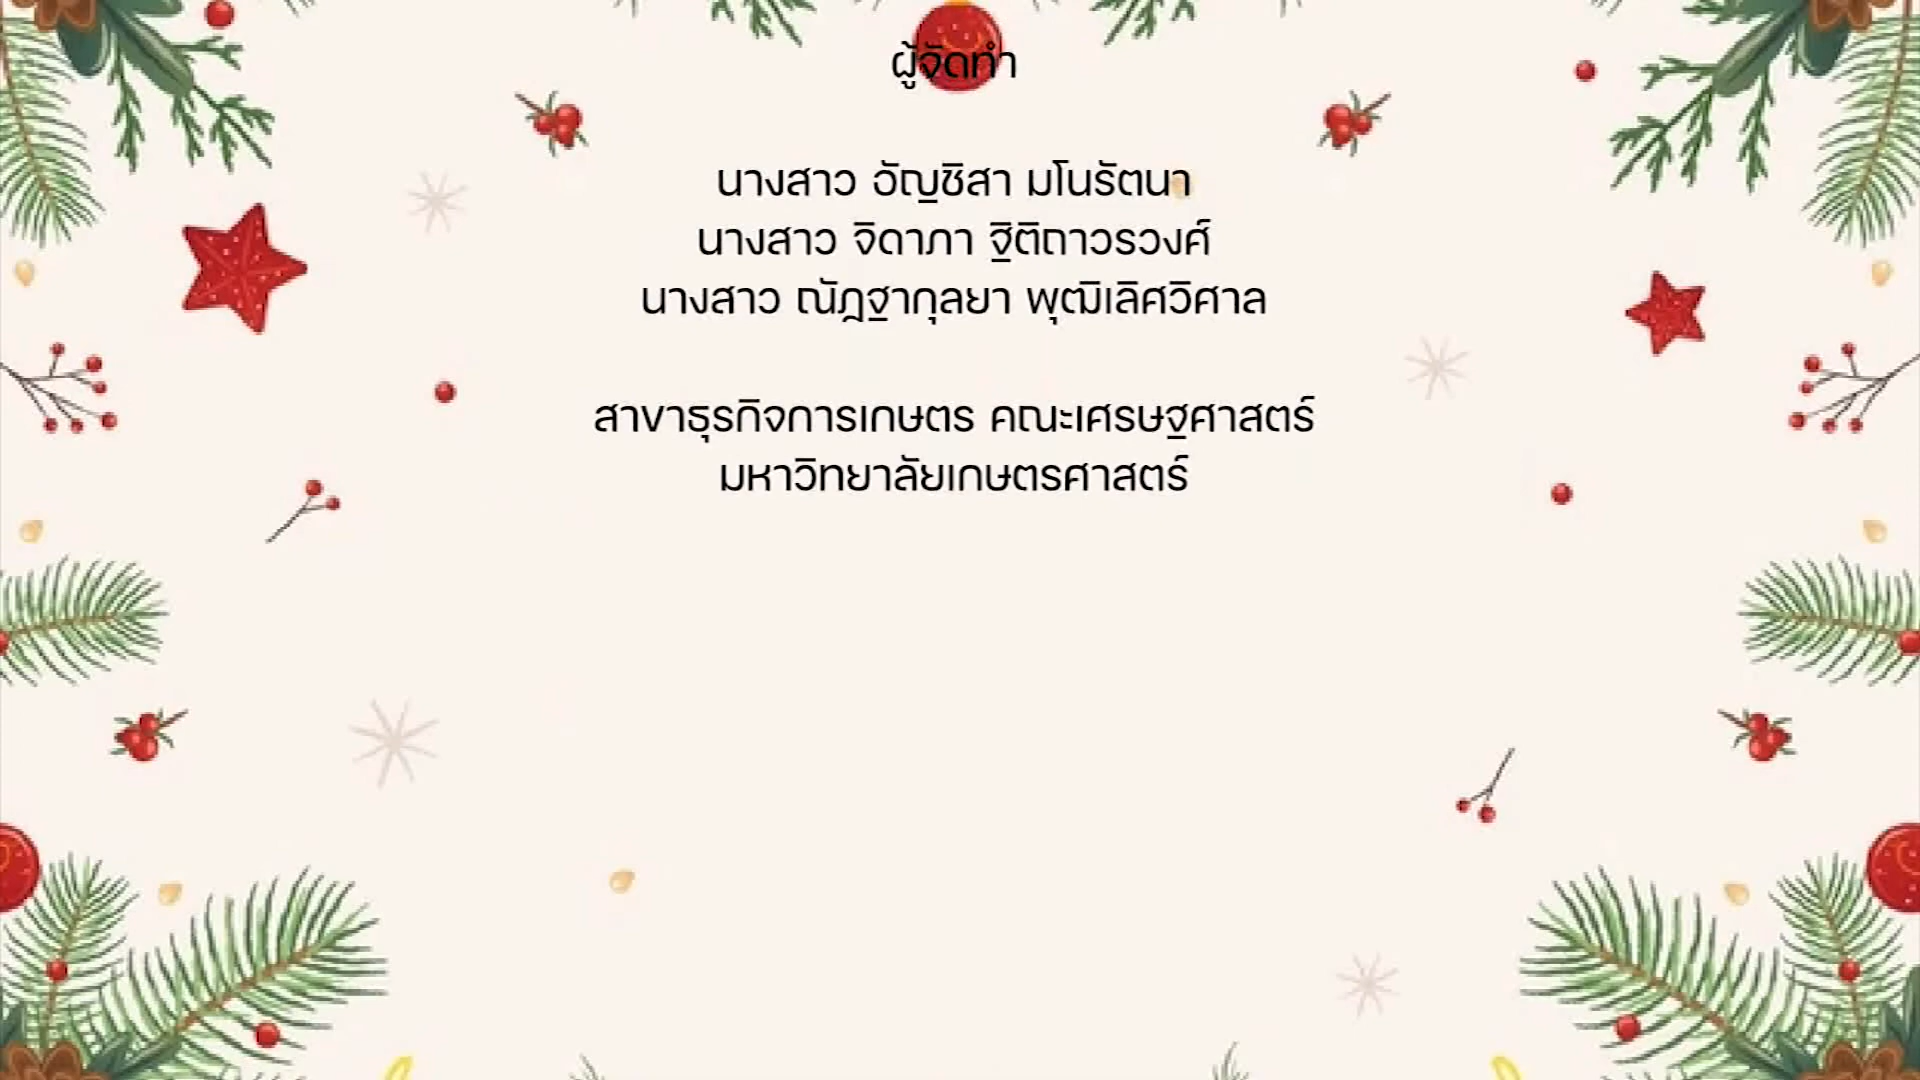 ผู้จัดทำ
นางสาว อัญชิสา มโนรัตนา
นางสาว จิดาภา ฐิติถาวรวงศ์
นางสาว ณัฎฐากุลยา พุฒิเลิศวิศาล
สาขาธุรกิจการเกษตร คณะเศรษฐศาสตร์
มหาวิทยาลัยเกษตรศาสตร์